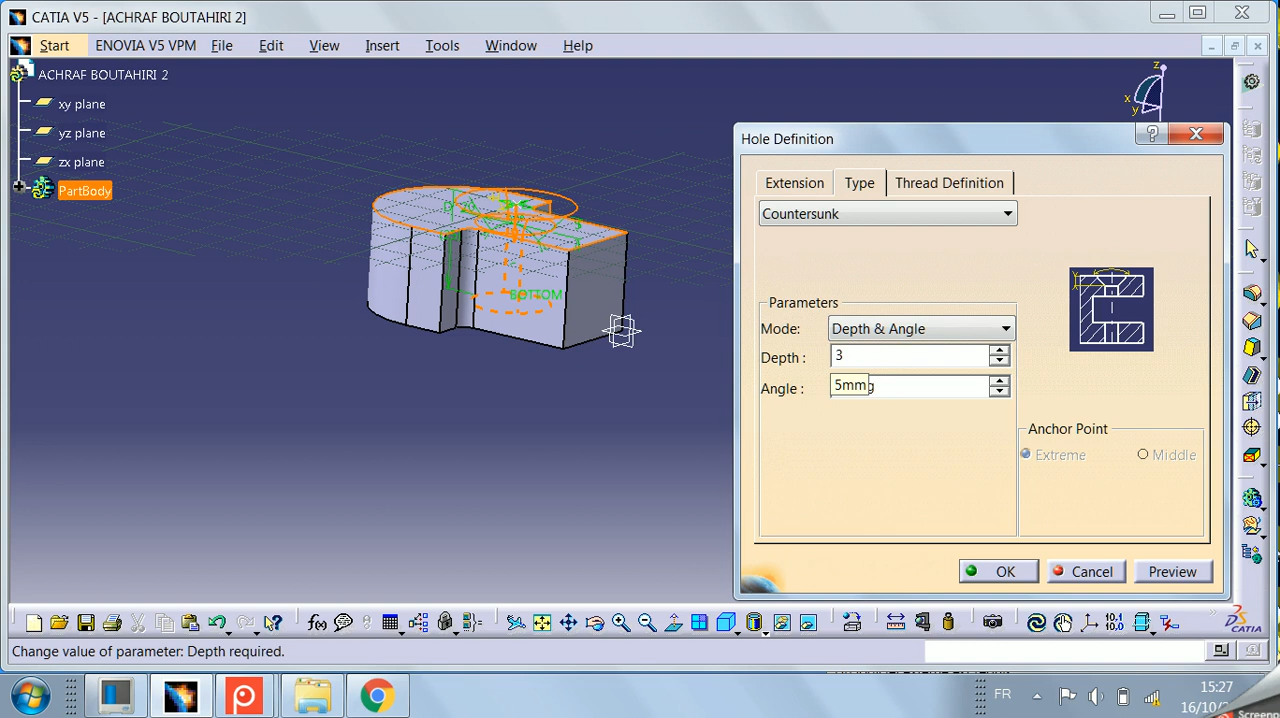 CATIA V5 - [ACHRAF BOUTAHIRI 2]
Start ENOVIA V5 VPM File Edit View Insert Tools Window Help
ACHRAF BOUTAHIRI 2
xy plane
yz plane
zx plane
PartBody
BOTTOM
z
x
y
Hole Definition
Extension Type Thread Definition
Countersunk
Parameters
Mode: Depth & Angle
Depth : 3
Angle : 5mm
Anchor Point
Extreme Middle
OK Cancel Preview
f(x)
10.0
CATIA
Change value of parameter: Depth required.
FR
15:27
16/10/2